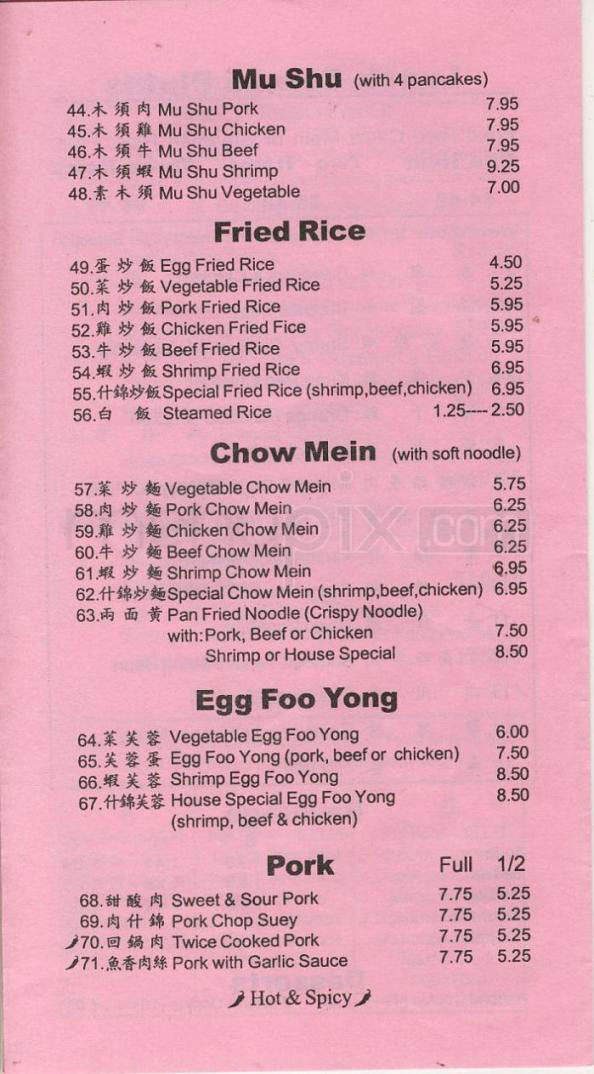 Mu Shu (with 4 pancakes)
44.木須肉 Mu Shu Pork 7.95
45.木須雞 Mu Shu Chicken 7.95
46.木須牛 Mu Shu Beef 7.95
47.木須蝦 Mu Shu Shrimp 9.25
48.素木須 Mu Shu Vegetable 7.00
Fried Rice
49.蛋炒飯 Egg Fried Rice 4.50
50.菜炒飯 Vegetable Fried Rice 5.25
51.肉炒飯 Pork Fried Rice 5.95
52.雞炒飯 Chicken Fried Fice 5.95
53.牛炒飯 Beef Fried Rice 5.95
54.蝦炒飯 Shrimp Fried Rice 6.95
55.什錦炒飯 Special Fried Rice (shrimp,beef,chicken) 6.95
56.白飯 Steamed Rice 1.25----2.50
Chow Mein (with soft noodle)
57.菜炒麵 Vegetable Chow Mein 5.75
58.肉炒麵 Pork Chow Mein 6.25
59.雞炒麵 Chicken Chow Mein 6.25
60.牛炒麵 Beef Chow Mein 6.25
61.蝦炒麵 Shrimp Chow Mein 6.95
62.什錦炒麵 Special Chow Mein (shrimp,beef,chicken) 6.95
63.兩面黃 Pan Fried Noodle (Crispy Noodle)
with:Pork, Beef or Chicken 7.50
Shrimp or House Special 8.50
Egg Foo Yong
64.菜芙蓉 Vegetable Egg Foo Yong 6.00
65.芙蓉蛋 Egg Foo Yong (pork, beef or chicken) 7.50
66.蝦芙蓉 Shrimp Egg Foo Yong 8.50
67.什錦芙蓉 House Special Egg Foo Yong 8.50
(shrimp, beef & chicken)
Pork Full 1/2
68.甜酸肉 Sweet & Sour Pork 7.75 5.25
69.肉什錦 Pork Chop Suey 7.75 5.25
70.回鍋肉 Twice Cooked Pork 7.75 5.25
71.魚香肉絲 Pork with Garlic Sauce 7.75 5.25
Hot & Spicy